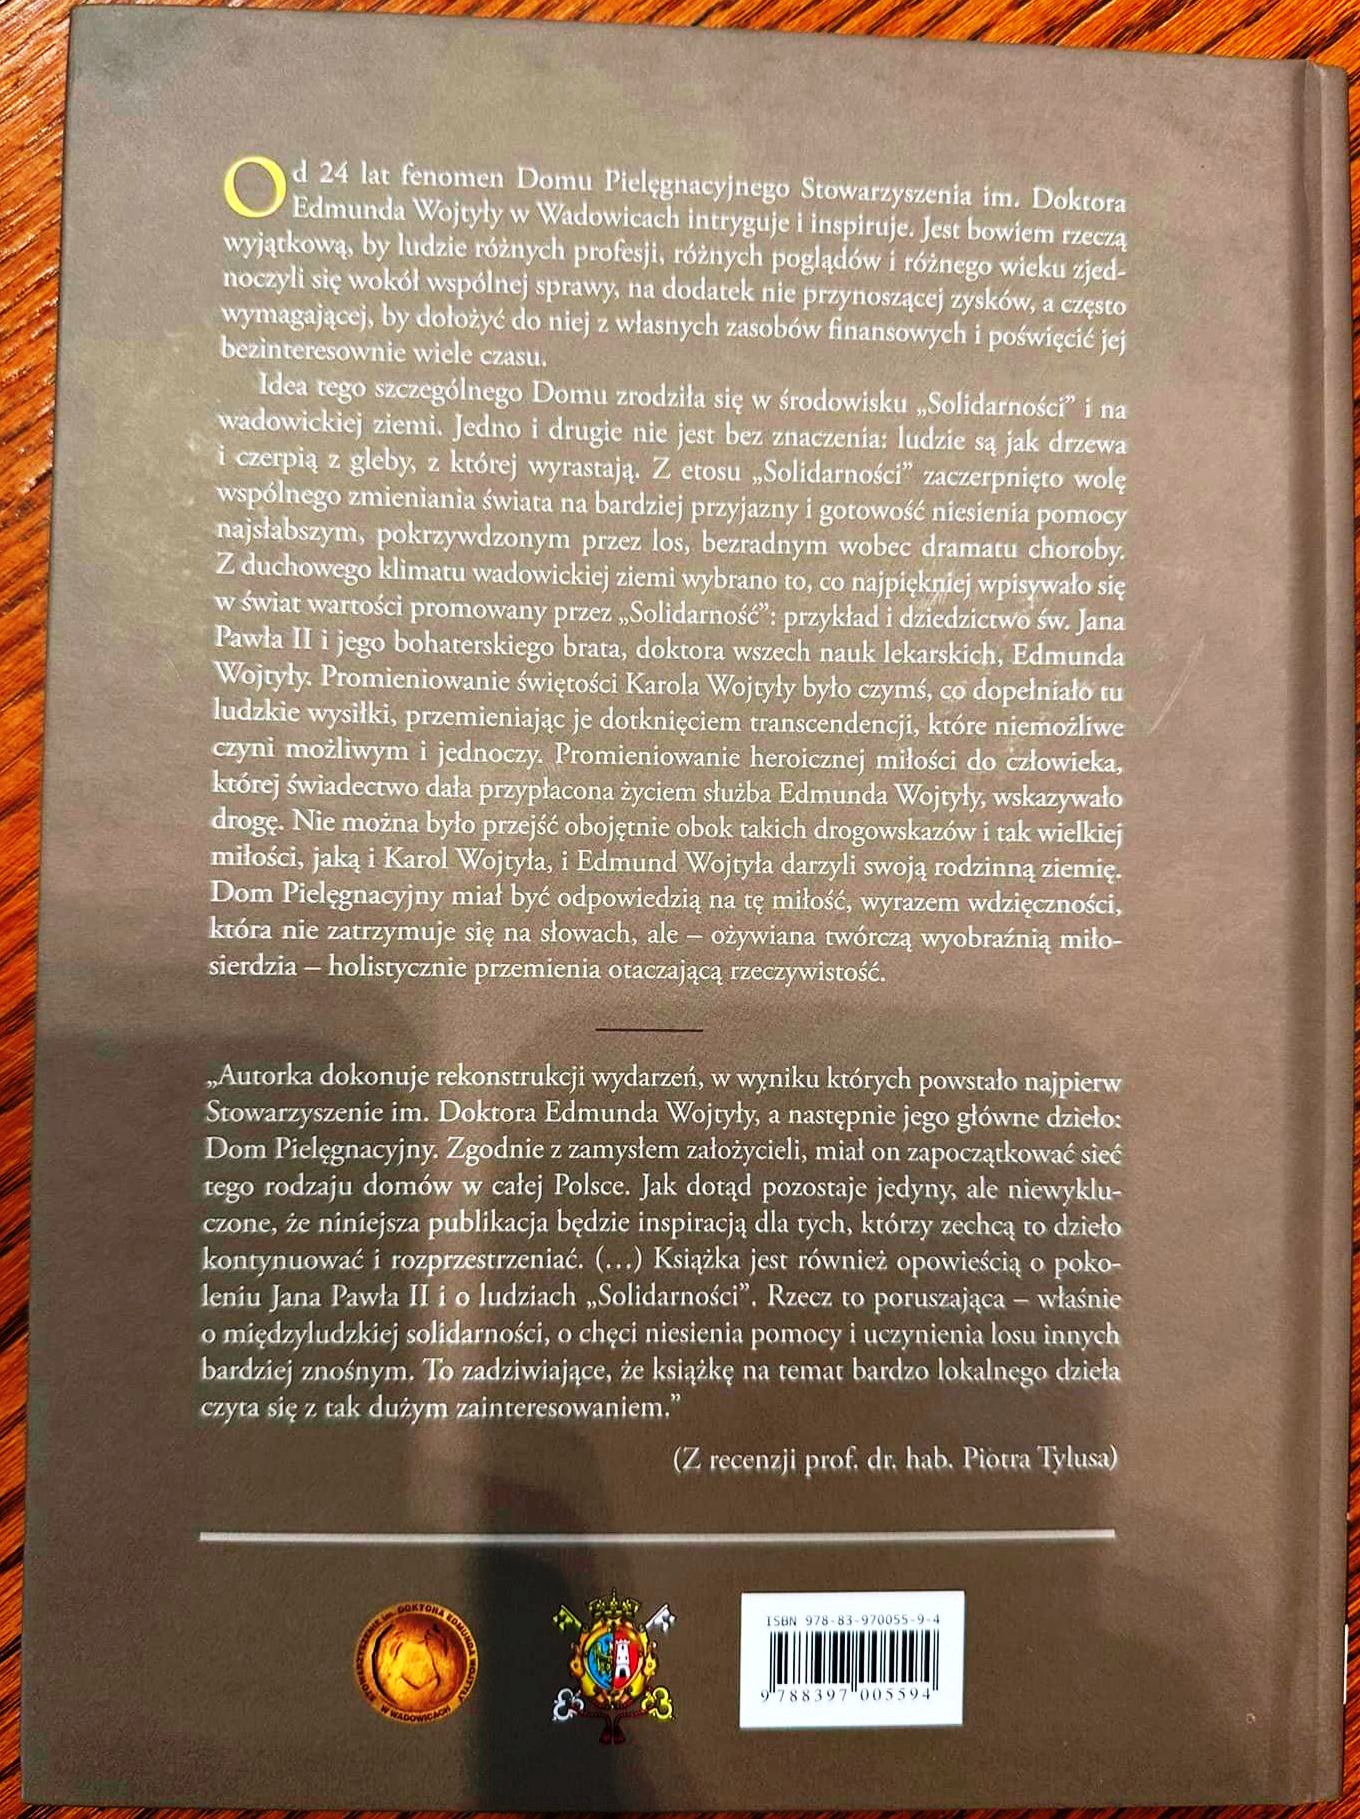 Od 24 lat fenomen Domu Pielęgnacyjnego Stowarzyszenia im. Doktora
Edmunda Wojtyły w Wadowicach intryguje i inspiruje. Jest bowiem rzeczą
wyjątkową, by ludzie różnych profesji, różnych poglądów i różnego wieku zjed-
noczyli się wokół wspólnej sprawy, na dodatek nie przynoszącej zysków, a często
wymagającej, by dołożyć do niej z własnych zasobów finansowych i poświęcić jej
bezinteresownie wiele czasu.
Idea tego szczególnego Domu zrodziła się w środowisku „Solidarności” i na
wadowickiej ziemi. Jedno i drugie nie jest bez znaczenia: ludzie są jak drzewa
i czerpią z gleby, z której wyrastają. Z etosu „Solidarności” zaczerpnięto wolę
wspólnego zmieniania świata na bardziej przyjazny i gotowość niesienia pomocy
najsłabszym, pokrzywdzonym przez los, bezradnym wobec dramatu choroby.
Z duchowego klimatu wadowickiej ziemi wybrano to, co najpiękniej wpisywało się
w świat wartości promowany przez „Solidarność”: przykład i dziedzictwo św. Jana
Pawła II i jego bohaterskiego brata, doktora wszech nauk lekarskich, Edmunda
Wojtyły. Promieniowanie świętości Karola Wojtyły było czymś, co dopełniało tu
ludzkie wysiłki, przemieniając je dotknięciem transcendencji, które niemożliwe
czyni możliwym i jednoczy. Promieniowanie heroicznej miłości do człowieka,
której świadectwo dała przypłacona życiem służba Edmunda Wojtyły, wskazywało
drogę. Nie można było przejść obojętnie obok takich drogowskazów i tak wielkiej
miłości, jaką i Karol Wojtyła, i Edmund Wojtyła darzyli swoją rodzinną ziemię.
Dom Pielęgnacyjny miał być odpowiedzią na tę miłość, wyrazem wdzięczności,
która nie zatrzymuje się na słowach, ale – ożywiana twórczą wyobraźnią miło-
sierdzia – holistycznie przemienia otaczającą rzeczywistość.
„Autorka dokonuje rekonstrukcji wydarzeń, w wyniku których powstało najpierw
Stowarzyszenie im. Doktora Edmunda Wojtyły, a następnie jego główne dzieło:
Dom Pielęgnacyjny. Zgodnie z zamysłem założycieli, miał on zapoczątkować sieć
tego rodzaju domów w całej Polsce. Jak dotąd pozostaje jedyny, ale niewyklu-
czone, że niniejsza publikacja będzie inspiracją dla tych, którzy zechcą to dzieło
kontynuować i rozprzestrzeniać. (…) Książka jest również opowieścią o poko-
leniu Jana Pawła II i o ludziach „Solidarności”. Rzecz to poruszająca – właśnie
o międzyludzkiej solidarności, o chęci niesienia pomocy i uczynienia losu innych
bardziej znośnym. To zadziwiające, że książkę na temat bardzo lokalnego dzieła
czyta się z tak dużym zainteresowaniem.”
(Z recenzji prof. dr. hab. Piotra Tylusa)
STOWARZYSZENIE im. DOKTORA EDMUNDA WOJTYŁY
W WADOWICACH
ISBN 978-83-970055-9-4
9 788397 005594